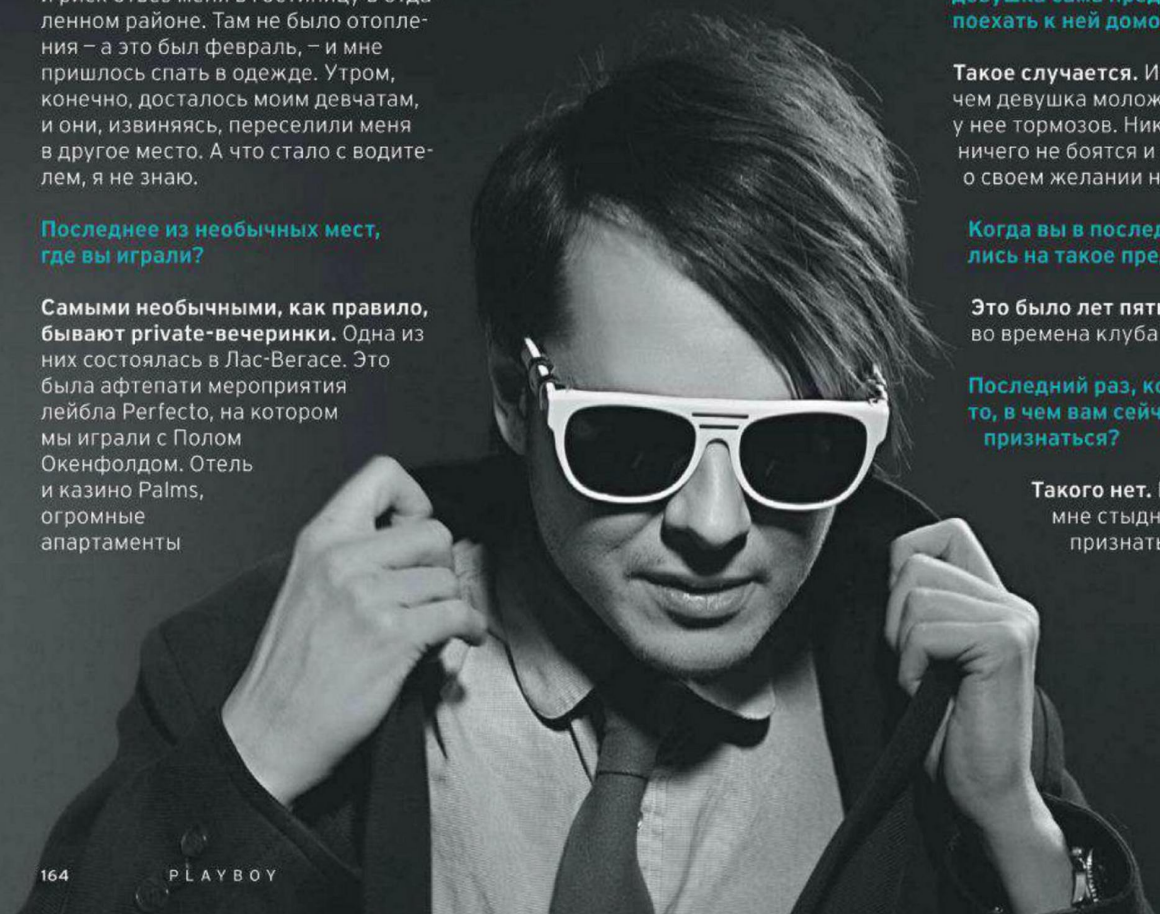 ленном районе. Там не было отопле-
ния – а это был февраль, – и мне
пришлось спать в одежде. Утром,
конечно, досталось моим девчатам,
и они, извиняясь, переселили меня
в другое место. А что стало с водите-
лем, я не знаю.
Последнее из необычных мест,
где вы играли?
Самыми необычными, как правило,
бывают private-вечеринки. Одна из
них состоялась в Лас-Вегасе. Это
была афтепати мероприятия
лейбла Perfecto, на котором
мы играли с Полом
Окенфолдом. Отель
и казино Palms,
огромные
апартаменты
поехать к ней домо
Такое случается. И
чем девушка молож
у нее тормозов. Ник
ничего не боятся и
о своем желании н
Когда вы в послед
лись на такое пре
Это было лет пят
во времена клуба
Последний раз, ко
то, в чем вам сейч
признаться?
Такого нет.
мне стыдн
признать
164 PLAYBOY